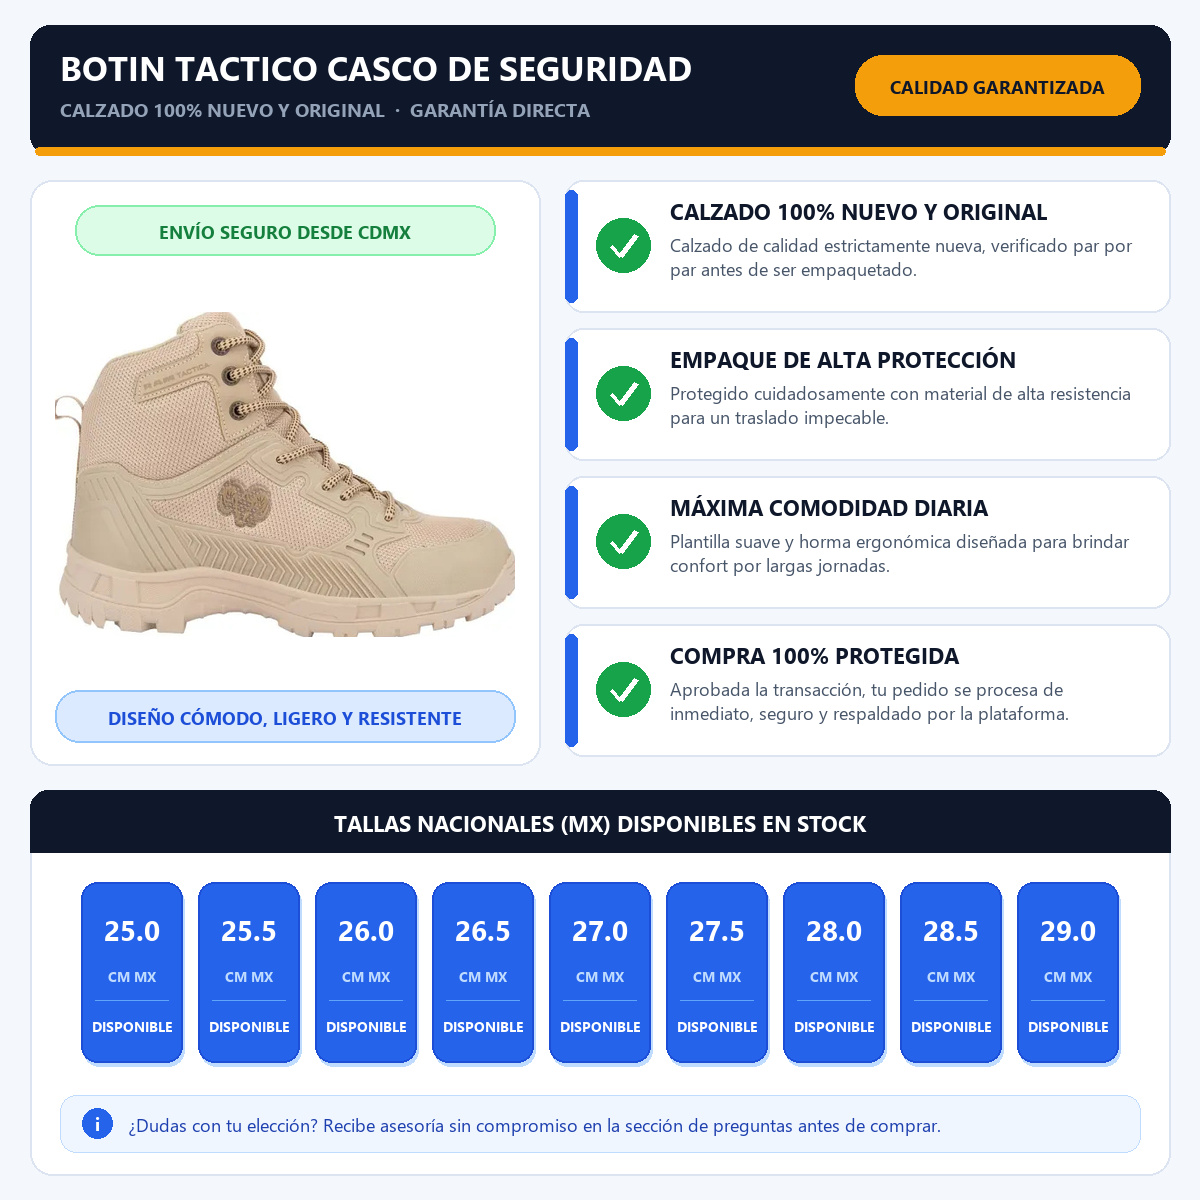 BOTIN TACTICO CASCO DE SEGURIDAD
CALZADO 100% NUEVO Y ORIGINAL · GARANTÍA DIRECTA
CALIDAD GARANTIZADA
ENVÍO SEGURO DESDE CDMX
TACTICA
DISEÑO CÓMODO, LIGERO Y RESISTENTE
CALZADO 100% NUEVO Y ORIGINAL
Calzado de calidad estrictamente nueva, verificado par por
par antes de ser empaquetado.
EMPAQUE DE ALTA PROTECCIÓN
Protegido cuidadosamente con material de alta resistencia
para un traslado impecable.
MÁXIMA COMODIDAD DIARIA
Plantilla suave y horma ergonómica diseñada para brindar
confort por largas jornadas.
COMPRA 100% PROTEGIDA
Aprobada la transacción, tu pedido se procesa de
inmediato, seguro y respaldado por la plataforma.
TALLAS NACIONALES (MX) DISPONIBLES EN STOCK
25.0 25.5 26.0 26.5 27.0 27.5 28.0 28.5 29.0
CM MX CM MX CM MX CM MX CM MX CM MX CM MX CM MX CM MX
DISPONIBLE DISPONIBLE DISPONIBLE DISPONIBLE DISPONIBLE DISPONIBLE DISPONIBLE DISPONIBLE DISPONIBLE
¿Dudas con tu elección? Recibe asesoría sin compromiso en la sección de preguntas antes de comprar.